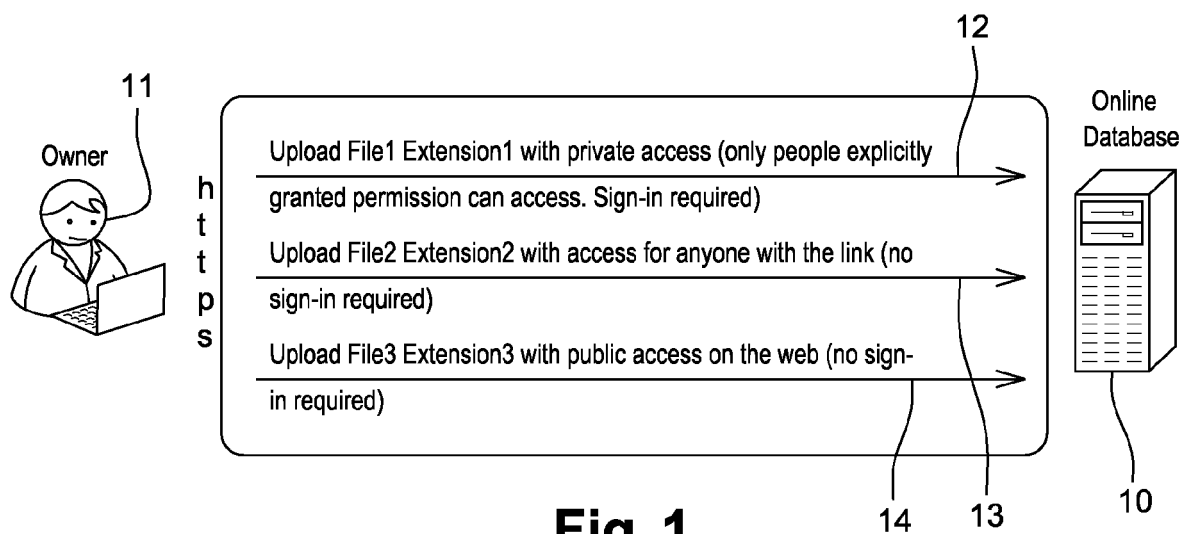 12
11
Online
Database
Owner
https
Upload File1 Extension1 with private access (only people explicitly
granted permission can access. Sign-in required)
Upload File2 Extension2 with access for anyone with the link (no
sign-in required)
Upload File3 Extension3 with public access on the web (no sign-
in required)
14
13
10
Fig. 1